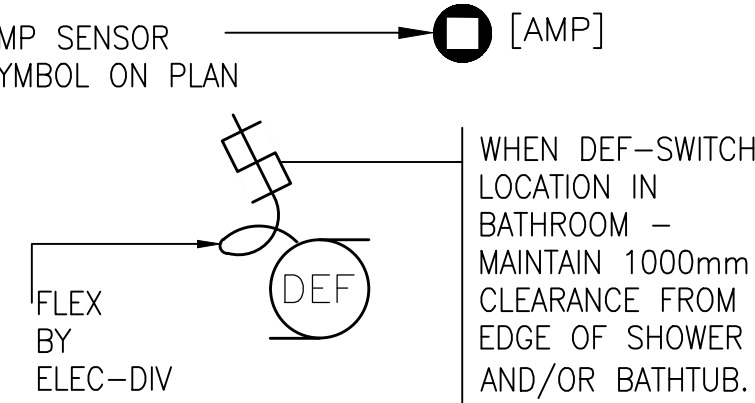 MP SENSOR
YMBOL ON PLAN
[AMP]
WHEN DEF-SWITCH
LOCATION IN
BATHROOM -
MAINTAIN 1000mm
CLEARANCE FROM
EDGE OF SHOWER
AND/OR BATHTUB.
DEF
FLEX
BY
ELEC-DIV